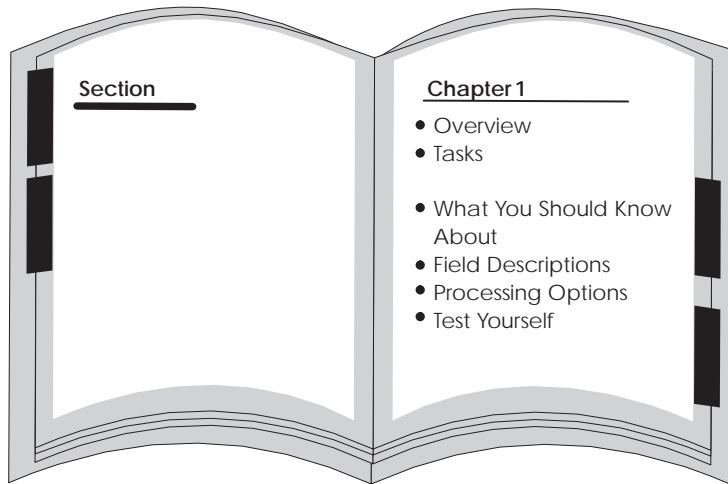 Section
Chapter 1
• Overview
• Tasks
• What You Should Know
About
• Field Descriptions
• Processing Options
• Test Yourself